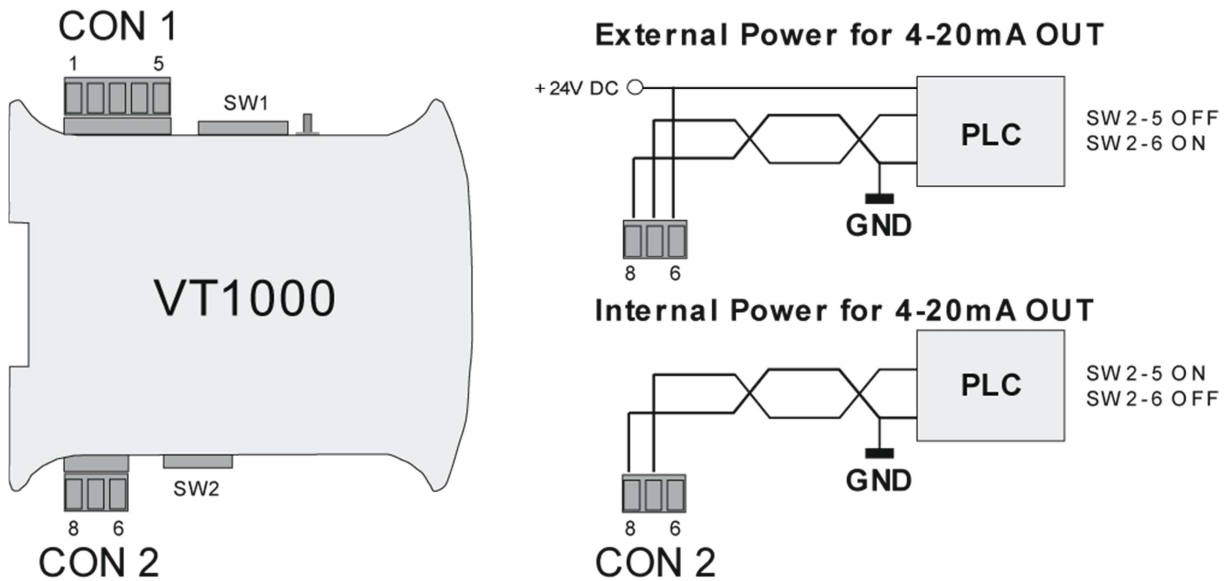 CON 1
1 5
SW1
VT1000
SW2
8 6
CON 2
External Power for 4-20mA OUT
+24V DC
PLC
SW2-5 OFF
SW2-6 ON
GND
8 6
Internal Power for 4-20mA OUT
PLC
SW2-5 ON
SW2-6 OFF
GND
8 6
CON 2